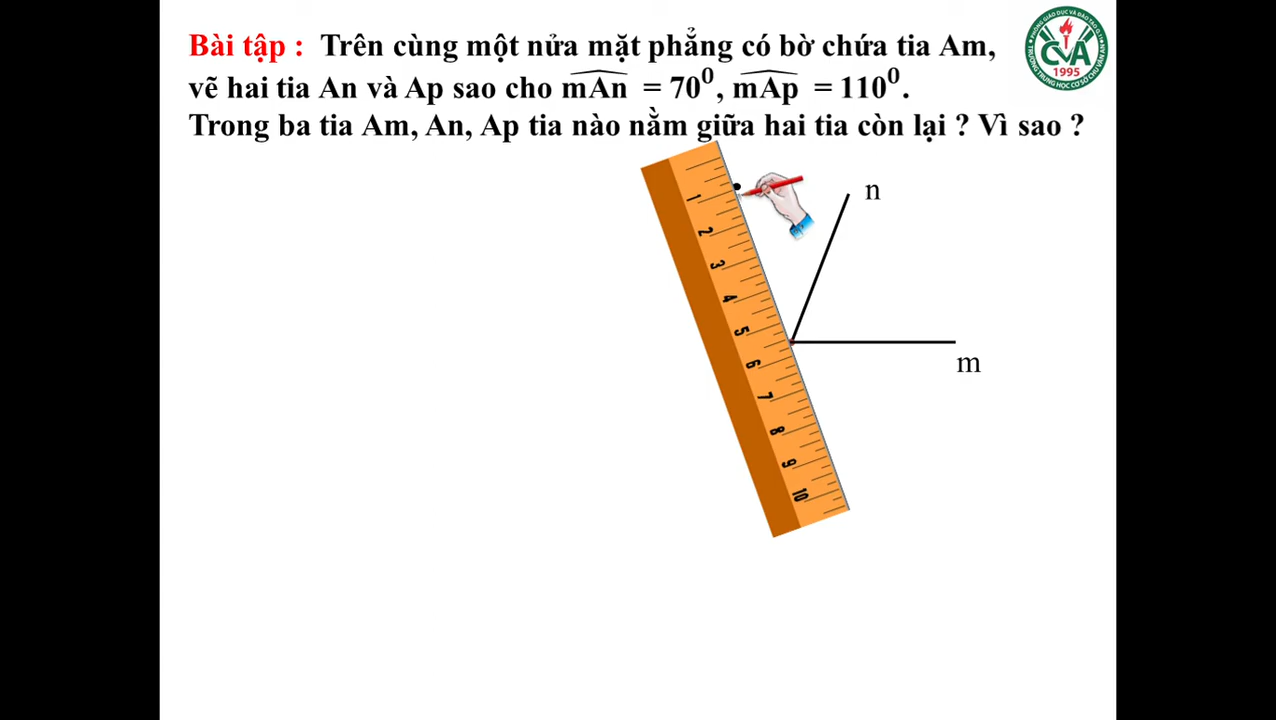 Bài tập : Trên cùng một nửa mặt phẳng có bờ chứa tia Am,
vẽ hai tia An và Ap sao cho mAn = 70⁰, mAp = 110⁰.
Trong ba tia Am, An, Ap tia nào nằm giữa hai tia còn lại ? Vì sao ?
CVA
1995
n
m
1
2
3
4
5
6
7
8
9
10